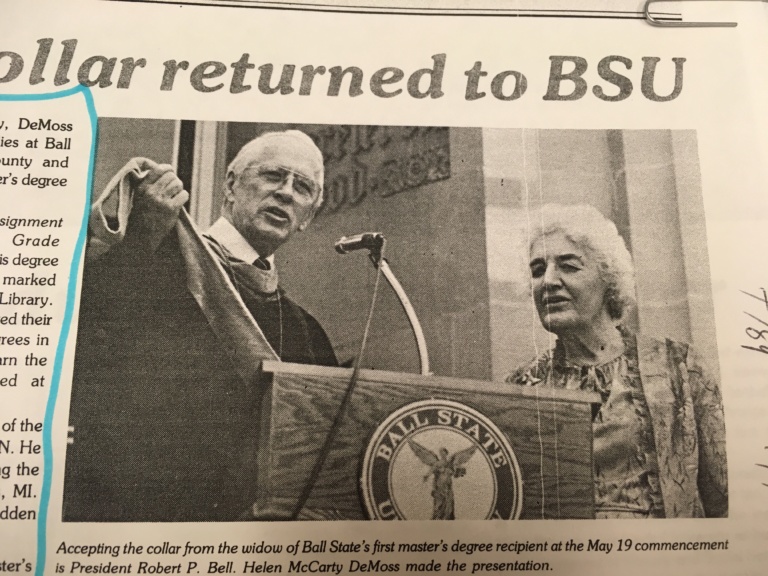 ollar returned to BSU
y, DeMoss
ies at Ball
ounty and
er's degree
signment
Grade
is degree
marked
Library.
ed their
rees in
arn the
ed at
of the
N. He
g the
, MI.
dden
ster's
BALL STATE
U
Accepting the collar from the widow of Ball State's first master's degree recipient at the May 19 commencement
is President Robert P. Bell. Helen McCarty DeMoss made the presentation.